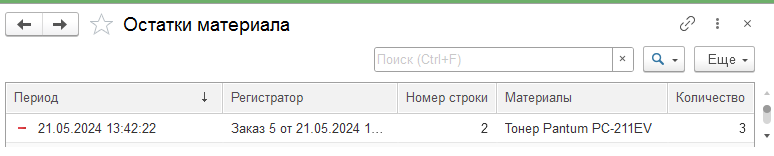 Остатки материала
Поиск (Ctrl+F)
Еще
Период Регистратор Номер строки Материалы Количество
21.05.2024 13:42:22 Заказ 5 от 21.05.2024 1... 2 Тонер Pantum PC-211EV 3